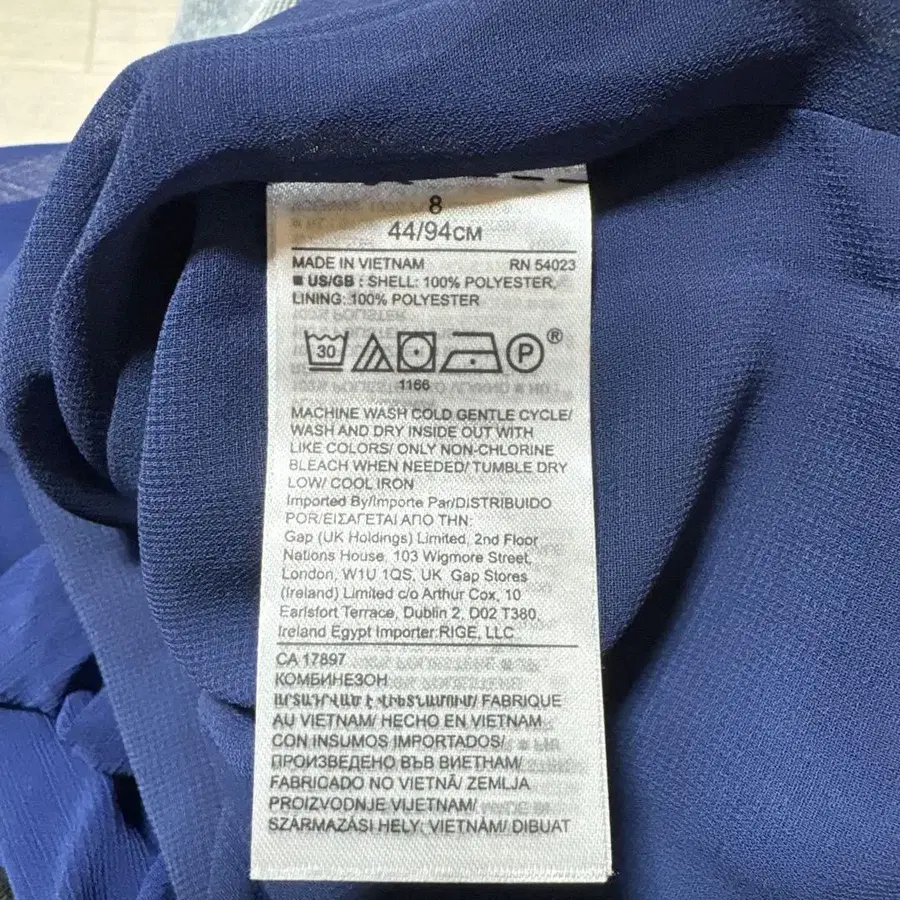 8
44/94CM
MADE IN VIETNAM RN 54023
■ US/GB : SHELL: 100% POLYESTER,
LINING: 100% POLYESTER
30 P ®
1166
MACHINE WASH COLD GENTLE CYCLE/
WASH AND DRY INSIDE OUT WITH
LIKE COLORS/ ONLY NON-CHLORINE
BLEACH WHEN NEEDED/ TUMBLE DRY
LOW/ COOL IRON
Imported By/Importe Par/DISTRIBUIDO
POR/ΕΙΣΑΓΕΤΑΙ ΑΠΟ ΤΗΝ:
Gap (UK Holdings) Limited, 2nd Floor
Nations House, 103 Wigmore Street,
London, W1U 1QS, UK Gap Stores
(Ireland) Limited c/o Arthur Cox, 10
Earlsfort Terrace, Dublin 2, D02 T380,
Ireland Egypt Importer:RIGE, LLC
CA 17897
КОМБИНЕЗОН
ԱՐՏԱԴՐՎԱԾ Է ՎԻԵՏՆԱՄՈՒՄ/ FABRIQUE
AU VIETNAM/ HECHO EN VIETNAM
CON INSUMOS IMPORTADOS/
ПРОИЗВЕДЕНО ВЪВ ВИЕТНАМ/
FABRICADO NO VIETNÃ/ ZEMLJA
PROIZVODNJE VIJETNAM/
SZÁRMAZÁSI HELY: VIETNÁM/ DIBUAT